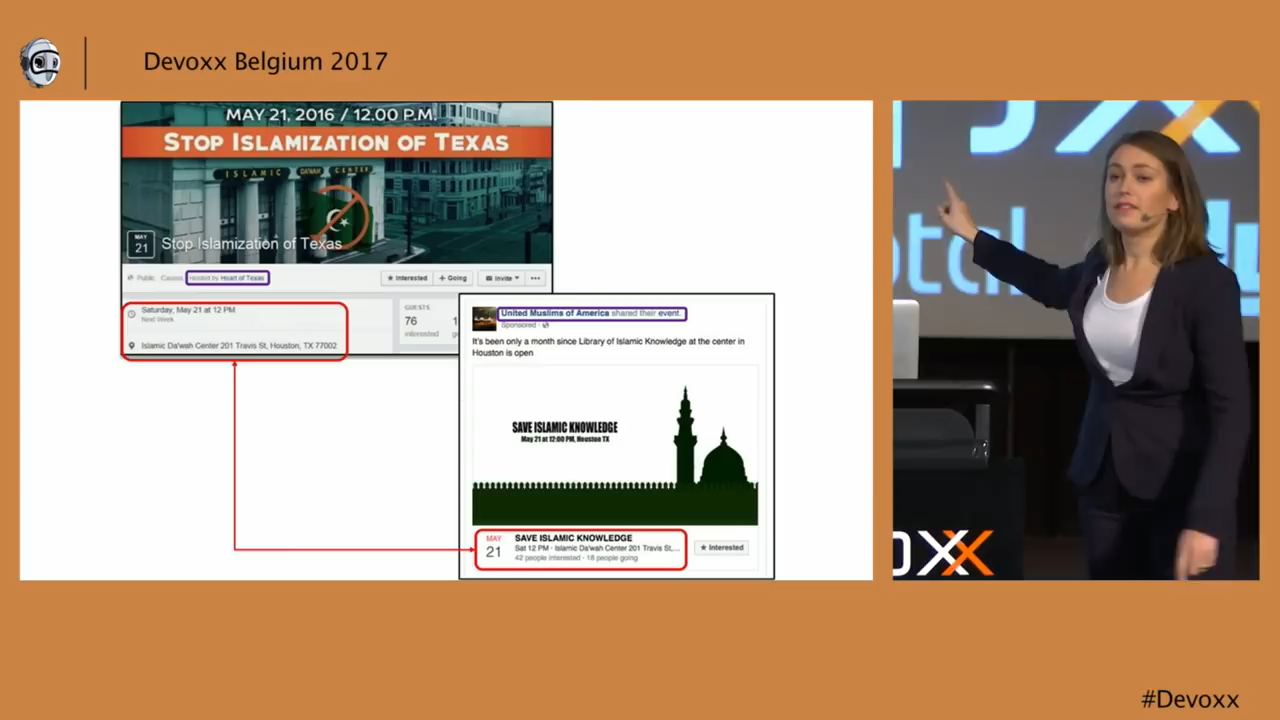 Devoxx Belgium 2017
MAY 21, 2016 / 12.00 P.M.
STOP ISLAMIZATION OF TEXAS
ISLAMIC DA'WAH CENTER
MAY
21
Stop Islamization of Texas
Public
Causes
Hosted by Heart of Texas
Interested
Going
Invite
Saturday, May 21 at 12 PM
Next Week
Islamic Da'wah Center 201 Travis St, Houston, TX 77002
GUESTS
76
interested
United Muslims of America shared their event.
Sponsored
It's been only a month since Library of Islamic Knowledge at the center in
Houston is open
SAVE ISLAMIC KNOWLEDGE
May 21 at 12:00 PM, Houston TX
MAY
21
SAVE ISLAMIC KNOWLEDGE
Sat 12 PM · Islamic Da'wah Center 201 Travis St,...
42 people interested · 18 people going
Interested
#Devoxx